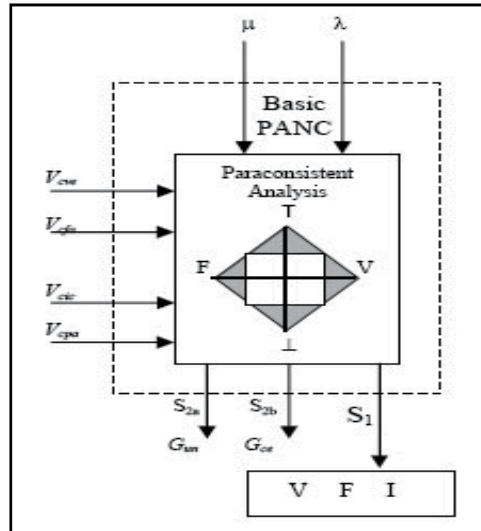 μ λ
Basic
PANC
Paraconsistent
Analysis
T
F V
⊥
V_cve
V_cfa
V_cic
V_cpa
S_2a S_2b S_1
G_un G_ce
V F I